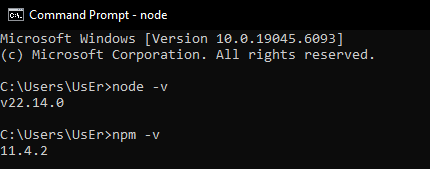 Command Prompt - node
Microsoft Windows [Version 10.0.19045.6093]
(c) Microsoft Corporation. All rights reserved.
C:\Users\UsEr>node -v
v22.14.0
C:\Users\UsEr>npm -v
11.4.2